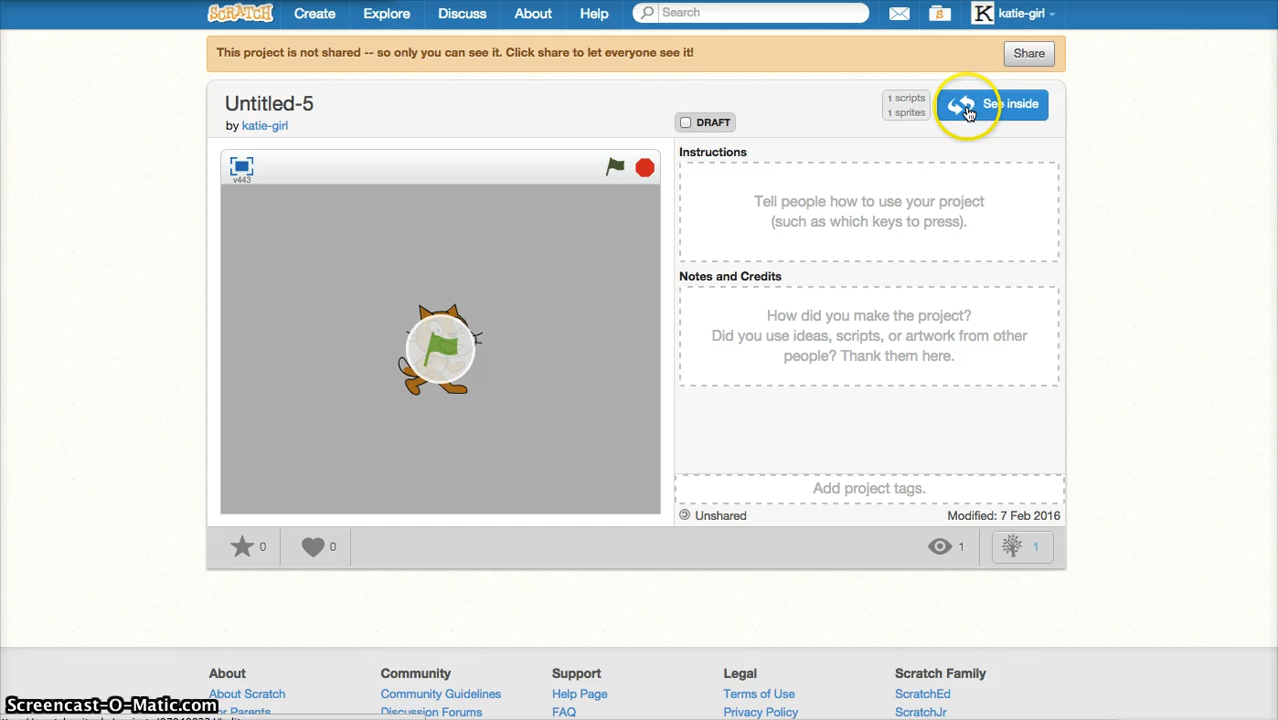 SCRATCH Create Explore Discuss About Help Search S K katie-girl
This project is not shared -- so only you can see it. Click share to let everyone see it! Share
Untitled-5
by katie-girl
1 scripts
1 sprites
See inside
DRAFT
v443
Instructions
Tell people how to use your project
(such as which keys to press).
Notes and Credits
How did you make the project?
Did you use ideas, scripts, or artwork from other
people? Thank them here.
Add project tags.
Unshared Modified: 7 Feb 2016
0 0 1 1
About Community Support Legal Scratch Family
About Scratch Community Guidelines Help Page Terms of Use ScratchEd
For Parents Discussion Forums FAQ Privacy Policy ScratchJr
Screencast-O-Matic.com